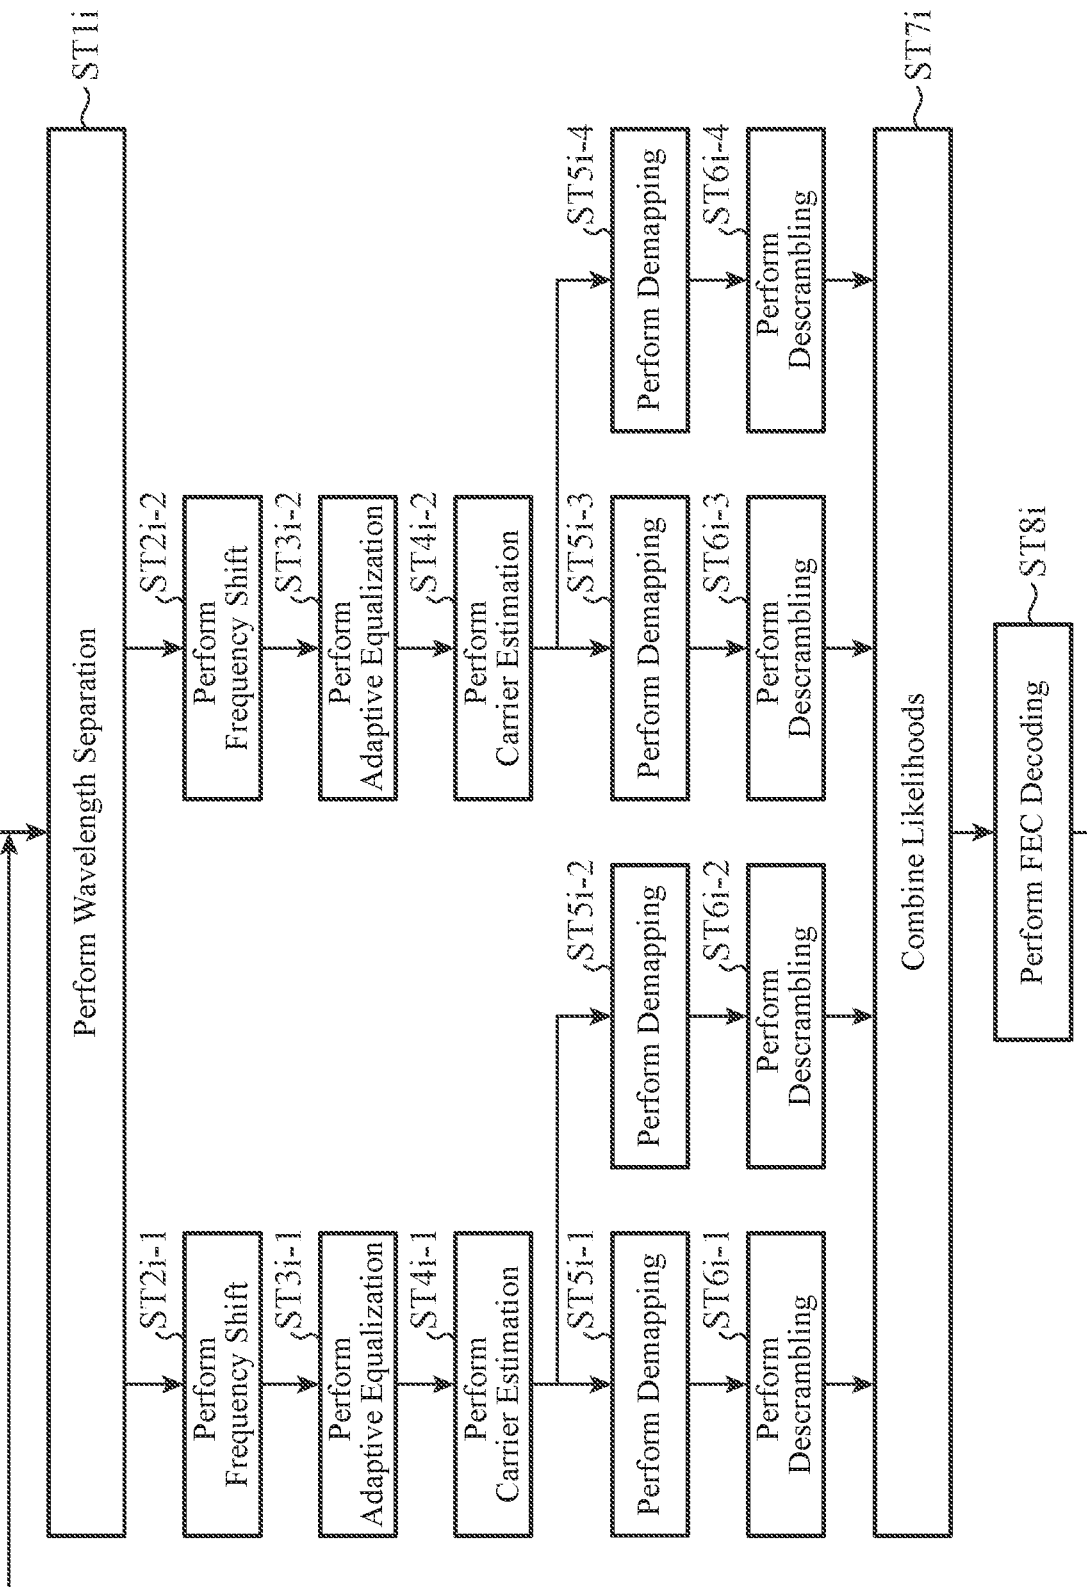 ST1i
Perform Wavelength Separation
ST2i-1
Perform
Frequency Shift
ST2i-2
Perform
Frequency Shift
ST3i-1
Perform
Adaptive Equalization
ST3i-2
Perform
Adaptive Equalization
ST4i-1
Perform
Carrier Estimation
ST4i-2
Perform
Carrier Estimation
ST5i-1
Perform Demapping
ST5i-2
Perform Demapping
ST5i-3
Perform Demapping
ST5i-4
Perform Demapping
ST6i-1
Perform
Descrambling
ST6i-2
Perform
Descrambling
ST6i-3
Perform
Descrambling
ST6i-4
Perform
Descrambling
ST7i
Combine Likelihoods
ST8i
Perform FEC Decoding